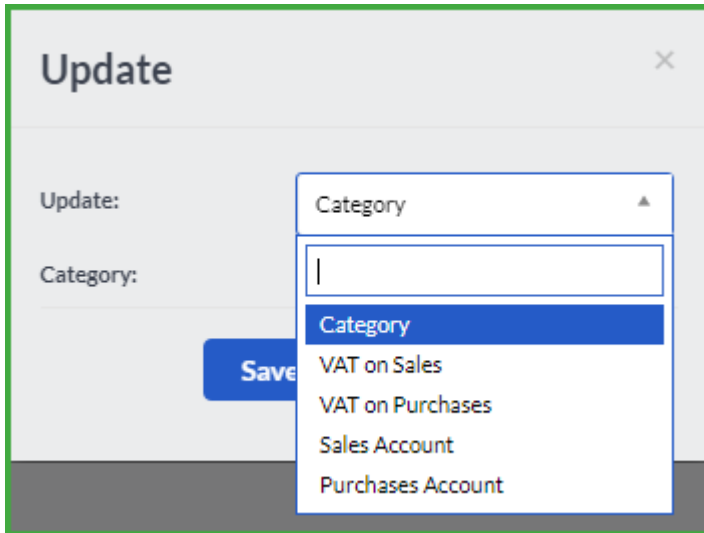 Update
×
Update:
Category
Category:
Category
Save
VAT on Sales
VAT on Purchases
Sales Account
Purchases Account